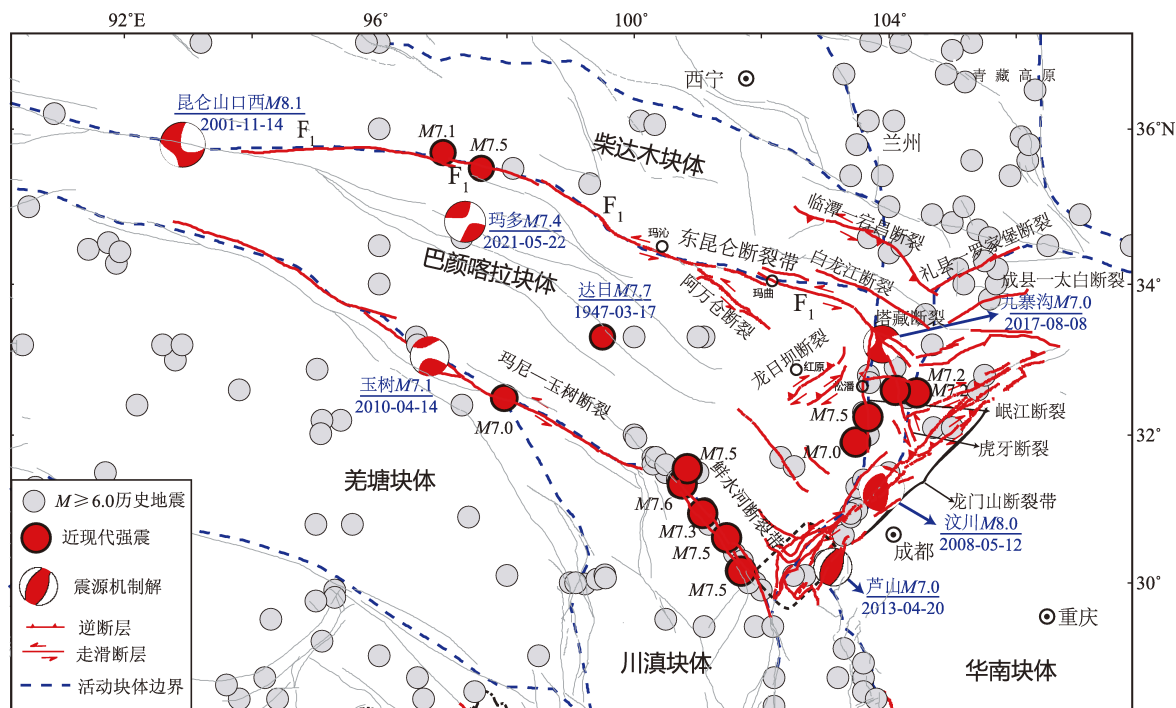 92°E
96°
100°
104°
36°N
34°
32°
30°
西宁
青藏高原
兰州
昆仑山口西M8.1
2001-11-14
F1
M7.1
M7.5
F1
F1
柴达木块体
玛多M7.4
2021-05-22
玛沁
东昆仑断裂带
临潭—宕昌断裂
白龙江断裂
礼县—罗家堡断裂
成县一太白断裂
巴颜喀拉块体
达日M7.7
1947-03-17
阿万仓断裂
玛曲
F1
塔藏断裂
九寨沟M7.0
2017-08-08
龙日坝断裂
红原
松潘
玉树M7.1
2010-04-14
玛尼—玉树断裂
M7.0
M7.2
M7.2
M7.5
M7.0
岷江断裂
虎牙断裂
龙门山断裂带
羌塘块体
M7.5
M7.6
M7.3
M7.5
M7.5
鲜水河断裂带
汶川M8.0
2008-05-12
成都
芦山M7.0
2013-04-20
重庆
川滇块体
华南块体
M≥6.0历史地震
近现代强震
震源机制解
逆断层
走滑断层
活动块体边界